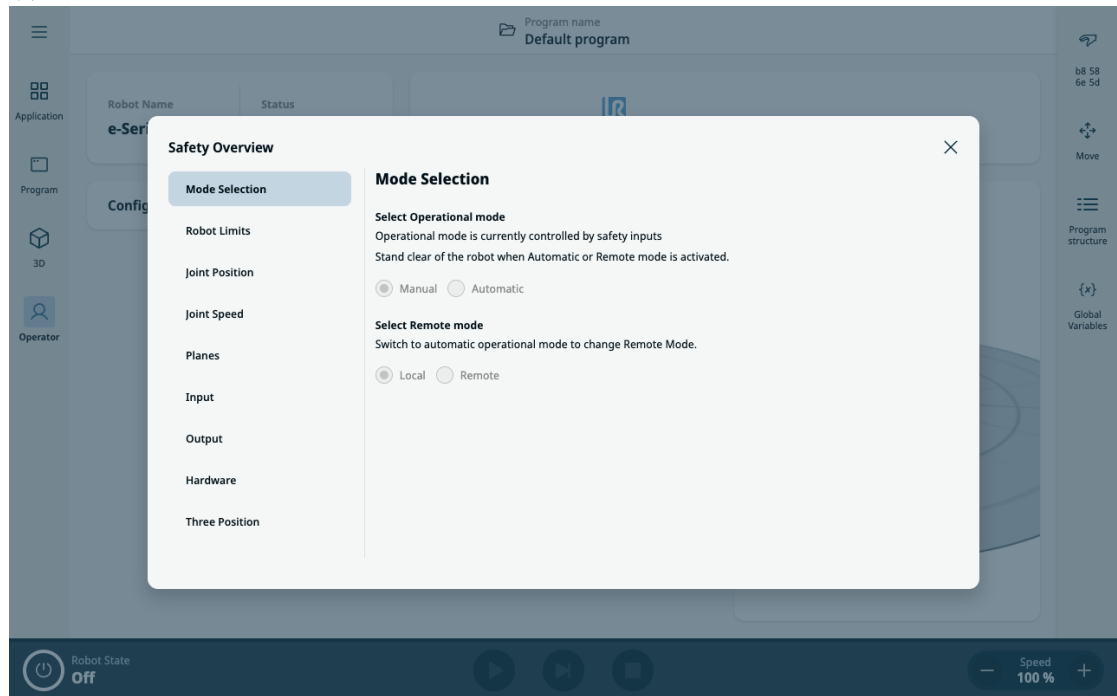 Program name
Default program
b8 58
6e 5d
Application
Robot Name
Status
e-Seri
Move
Program
Config
Program
structure
3D
{x}
Global
Variables
Operator
Safety Overview
Mode Selection
Robot Limits
Joint Position
Joint Speed
Planes
Input
Output
Hardware
Three Position
Mode Selection
Select Operational mode
Operational mode is currently controlled by safety inputs
Stand clear of the robot when Automatic or Remote mode is activated.
Manual Automatic
Select Remote mode
Switch to automatic operational mode to change Remote Mode.
Local Remote
Robot State
Off
Speed
100 %